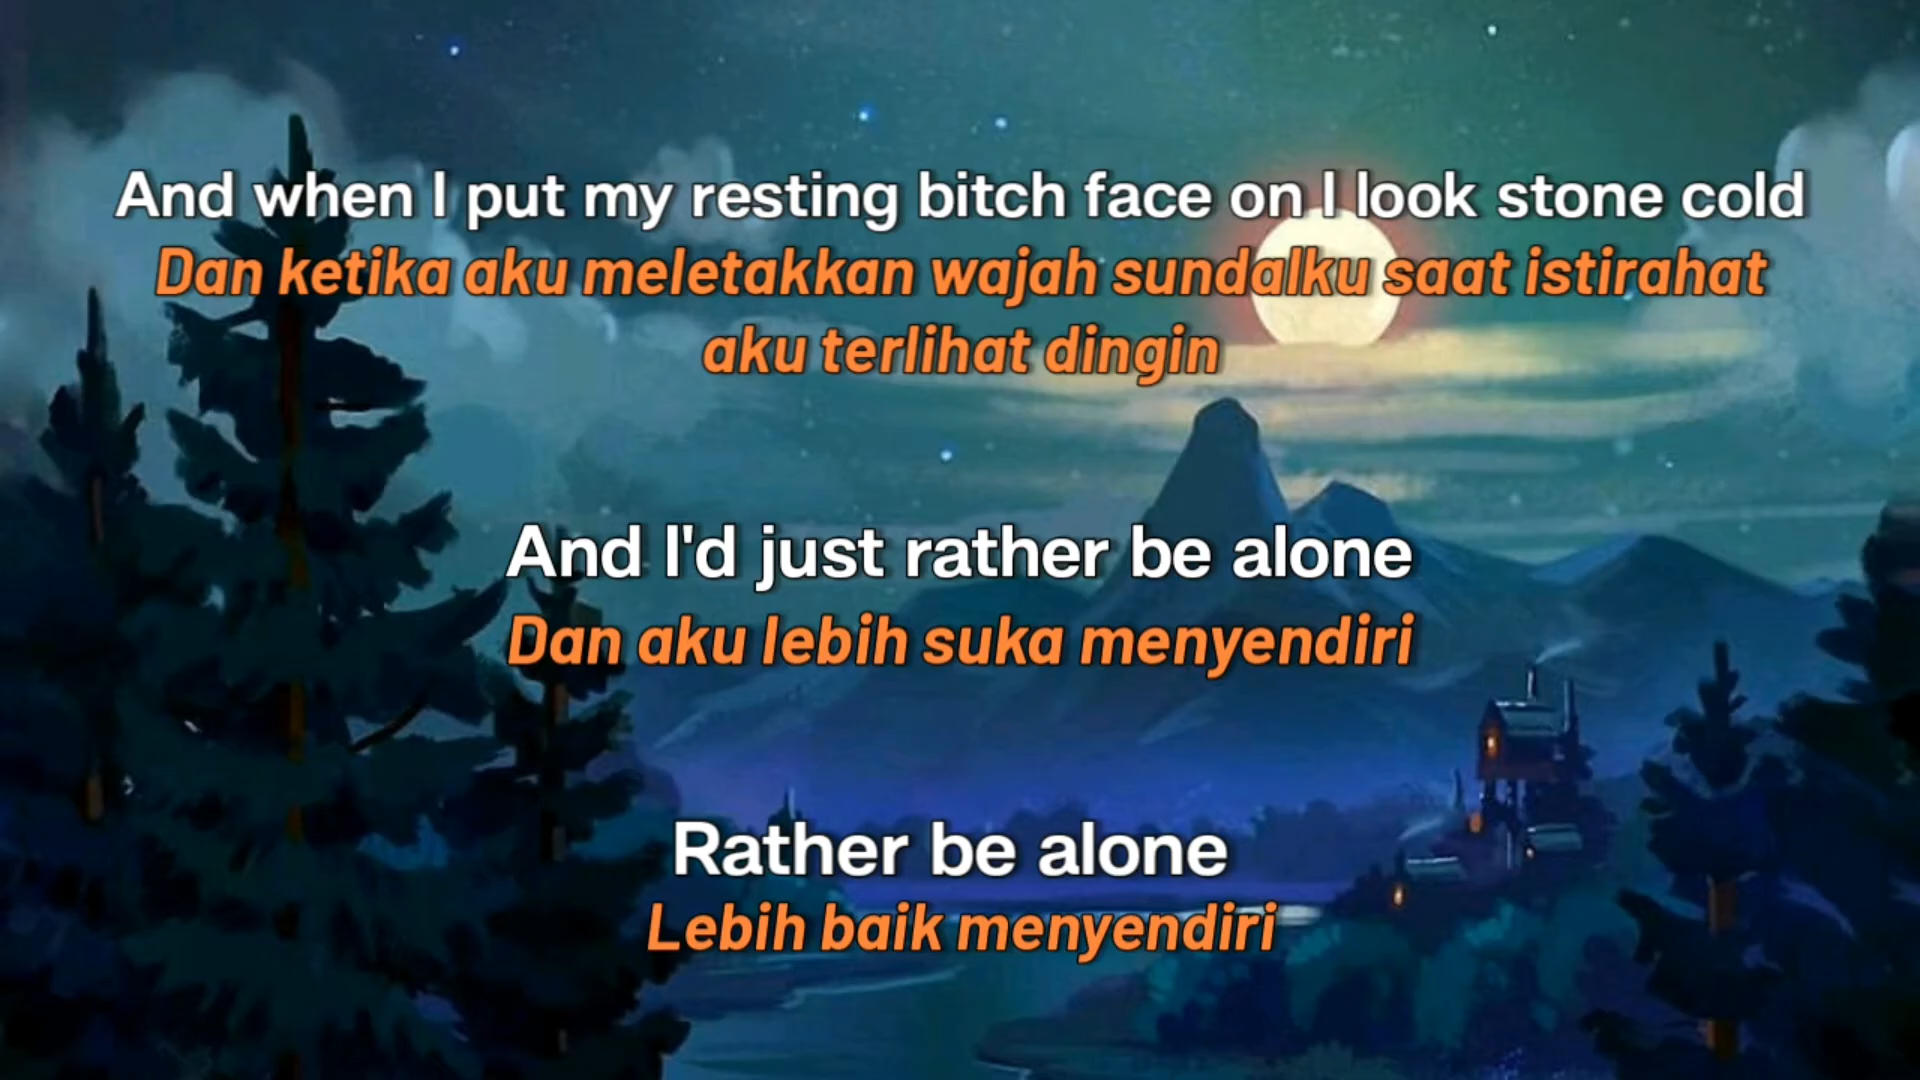 And when I put my resting bitch face on I look stone cold
Dan ketika aku meletakkan wajah sundalku saat istirahat
aku terlihat dingin
And I'd just rather be alone
Dan aku lebih suka menyendiri
Rather be alone
Lebih baik menyendiri